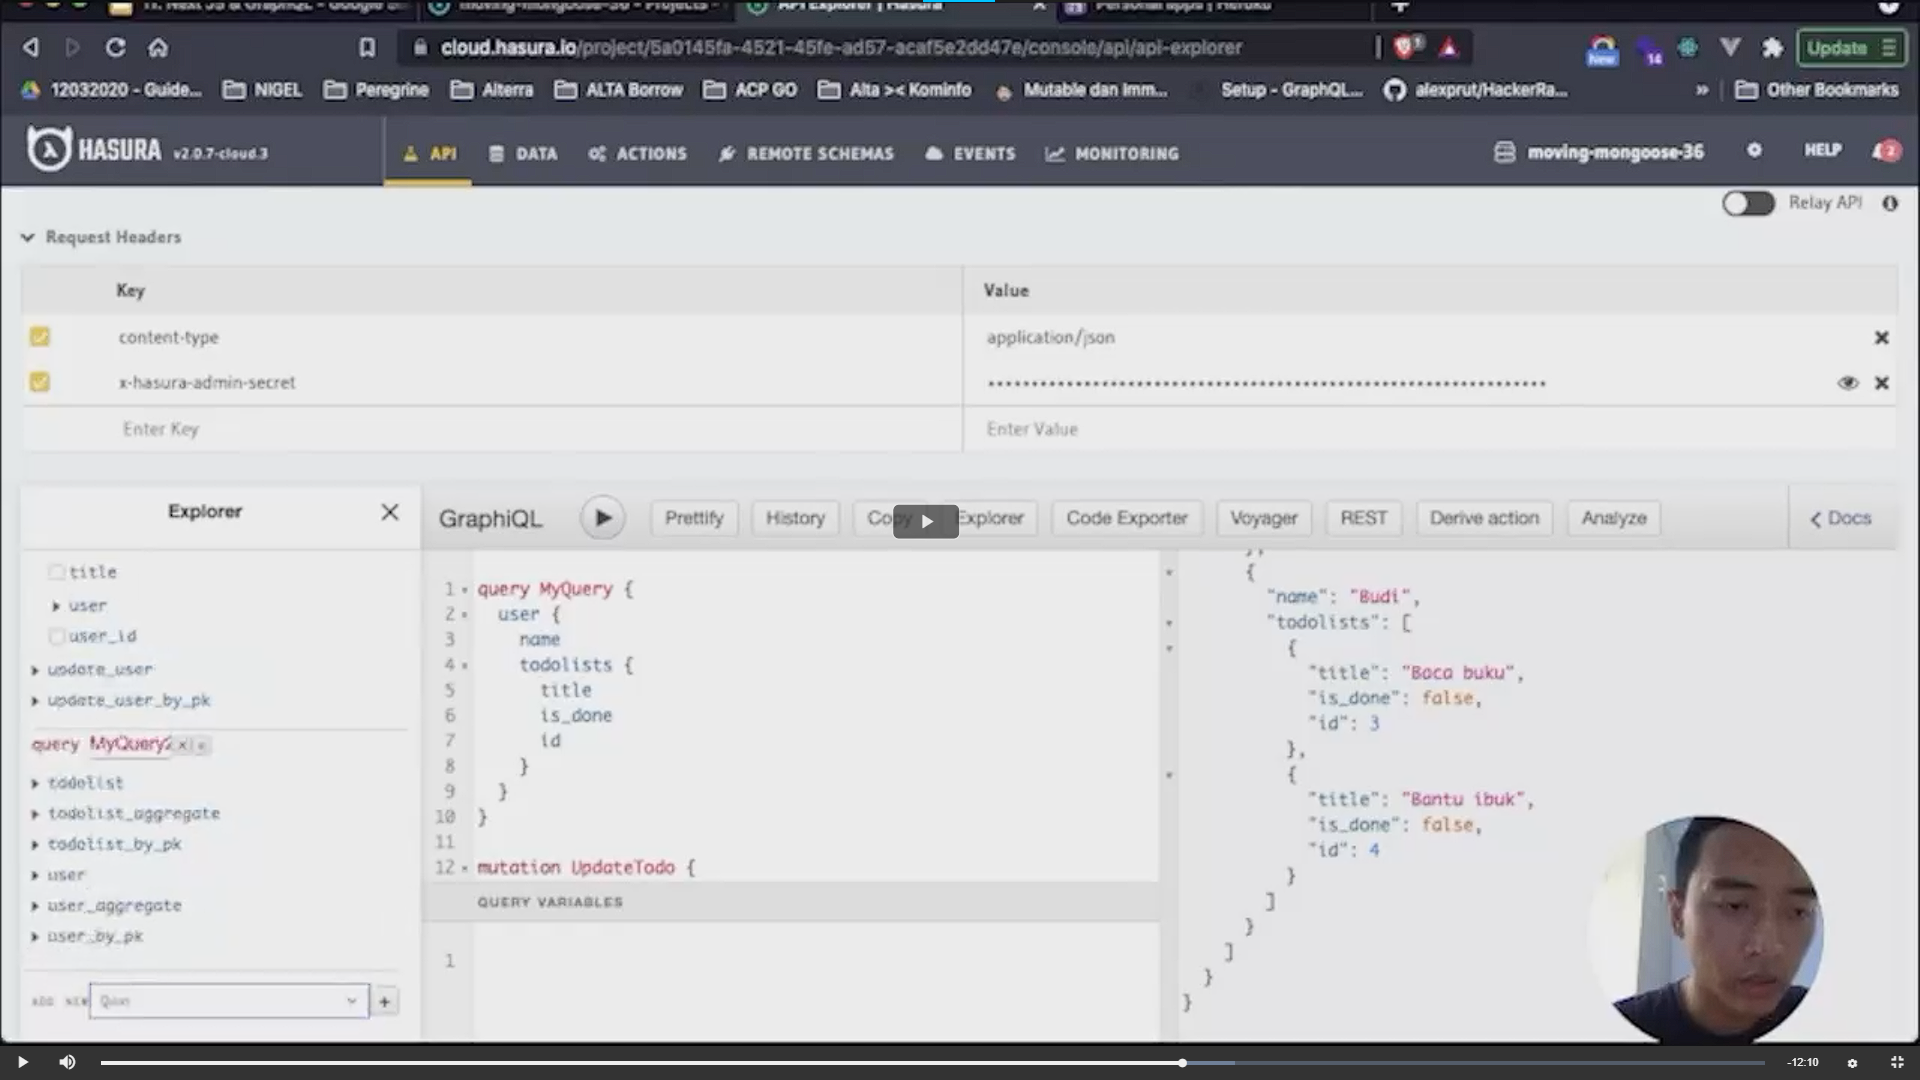 moving-mongoose-36 - Projects -
API Explorer | Hasura
Personal apps | Heroku
cloud.hasura.io/project/5a0145fa-4521-45fe-ad57-acaf5e2dd47e/console/api/api-explorer
Update
New
14
12032020 - Guide...
NIGEL
Peregrine
Alterra
ALTA Borrow
ACP GO
Alta >< Kominfo
Mutable dan Imm...
Setup - GraphQL...
alexprut/HackerRa...
»
Other Bookmarks
HASURA v2.0.7-cloud.3
API
DATA
ACTIONS
REMOTE SCHEMAS
EVENTS
MONITORING
moving-mongoose-36
HELP
2
Relay API
Request Headers
Key
Value
content-type
application/json
x-hasura-admin-secret
Enter Key
Enter Value
Explorer
GraphiQL
Prettify
History
Copy
Explorer
Code Exporter
Voyager
REST
Derive action
Analyze
Docs
title
user
user_id
update_user
update_user_by_pk
query MyQuery2
todolist
todolist_aggregate
todolist_by_pk
user
user_aggregate
user_by_pk
1 query MyQuery {
2 user {
3 name
4 todolists {
5 title
6 is_done
7 id
8 }
9 }
10 }
11
12 mutation UpdateTodo {
QUERY VARIABLES
1
},
{
"name": "Budi",
"todolists": [
{
"title": "Baca buku",
"is_done": false,
"id": 3
},
{
"title": "Bantu ibuk",
"is_done": false,
"id": 4
}
]
}
]
}
}
-12:10